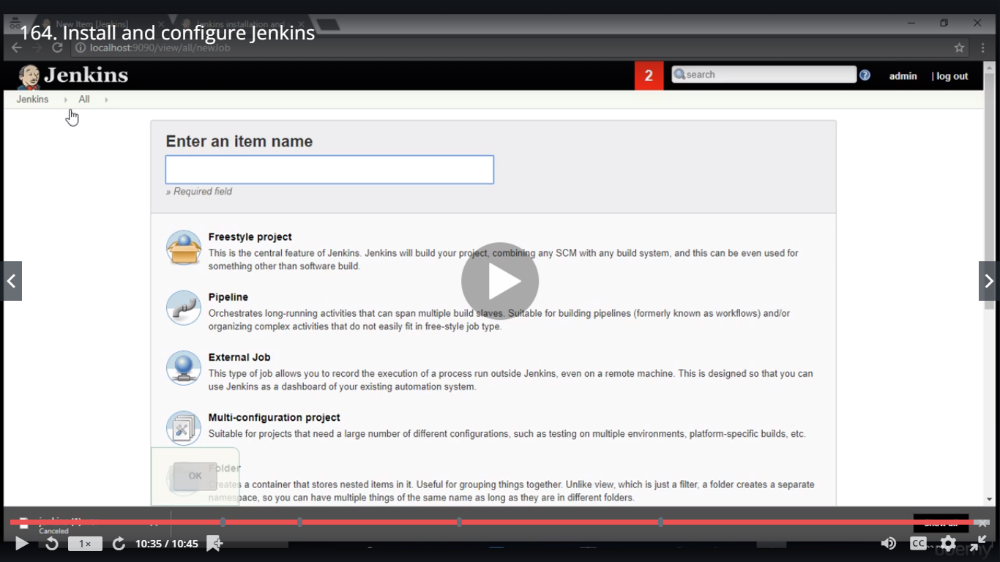 New Item [Jenkins]
Jenkins installation and
164. Install and configure Jenkins
localhost:9090/view/all/newJob
Jenkins
2
search
admin
| log out
Jenkins
All
Enter an item name
» Required field
Freestyle project
This is the central feature of Jenkins. Jenkins will build your project, combining any SCM with any build system, and this can be even used for
something other than software build.
Pipeline
Orchestrates long-running activities that can span multiple build slaves. Suitable for building pipelines (formerly known as workflows) and/or
organizing complex activities that do not easily fit in free-style job type.
External Job
This type of job allows you to record the execution of a process run outside Jenkins, even on a remote machine. This is designed so that you can
use Jenkins as a dashboard of your existing automation system.
Multi-configuration project
Suitable for projects that need a large number of different configurations, such as testing on multiple environments, platform-specific builds, etc.
Folder
OK
Creates a container that stores nested items in it. Useful for grouping things together. Unlike view, which is just a filter, a folder creates a separate
namespace, so you can have multiple things of the same name as long as they are in different folders.
Show all
Canceled
1×
10:35 / 10:45
CC
udemy